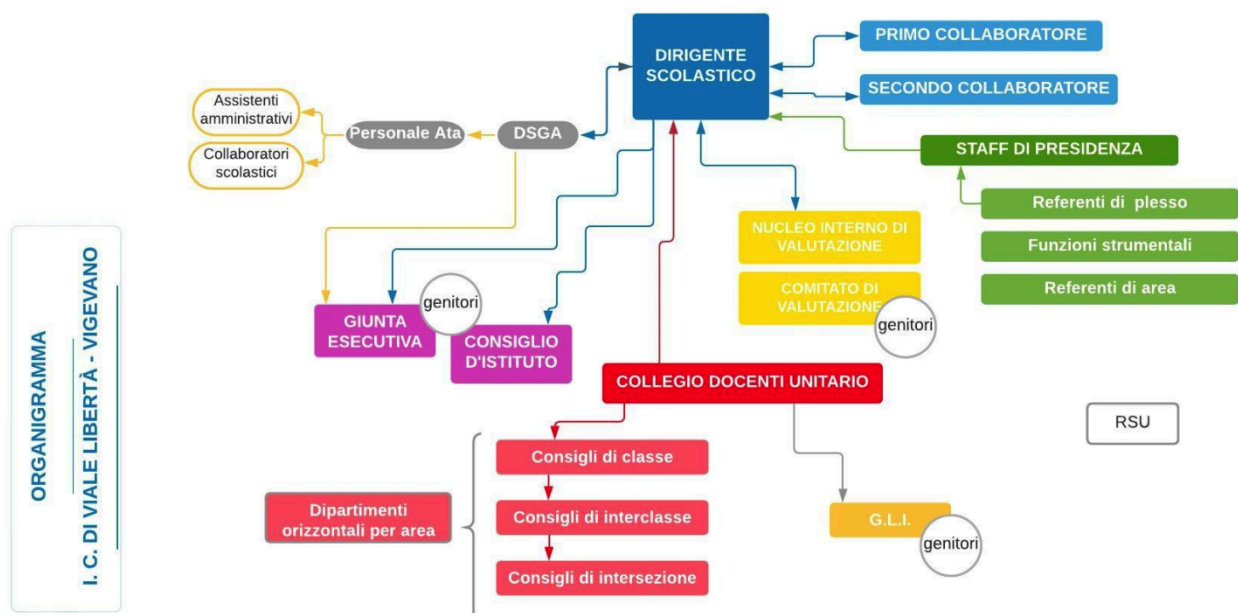 ORGANIGRAMMA
I. C. DI VIALE LIBERTÀ - VIGEVANO
DIRIGENTE
SCOLASTICO
PRIMO COLLABORATORE
SECONDO COLLABORATORE
STAFF DI PRESIDENZA
Referenti di plesso
Funzioni strumentali
Referenti di area
Assistenti
amministrativi
Collaboratori
scolastici
Personale Ata
DSGA
NUCLEO INTERNO DI
VALUTAZIONE
COMITATO DI
VALUTAZIONE
genitori
genitori
GIUNTA
ESECUTIVA
CONSIGLIO
D'ISTITUTO
COLLEGIO DOCENTI UNITARIO
RSU
Consigli di classe
Dipartimenti
orizzontali per area
Consigli di interclasse
Consigli di intersezione
G.L.I.
genitori